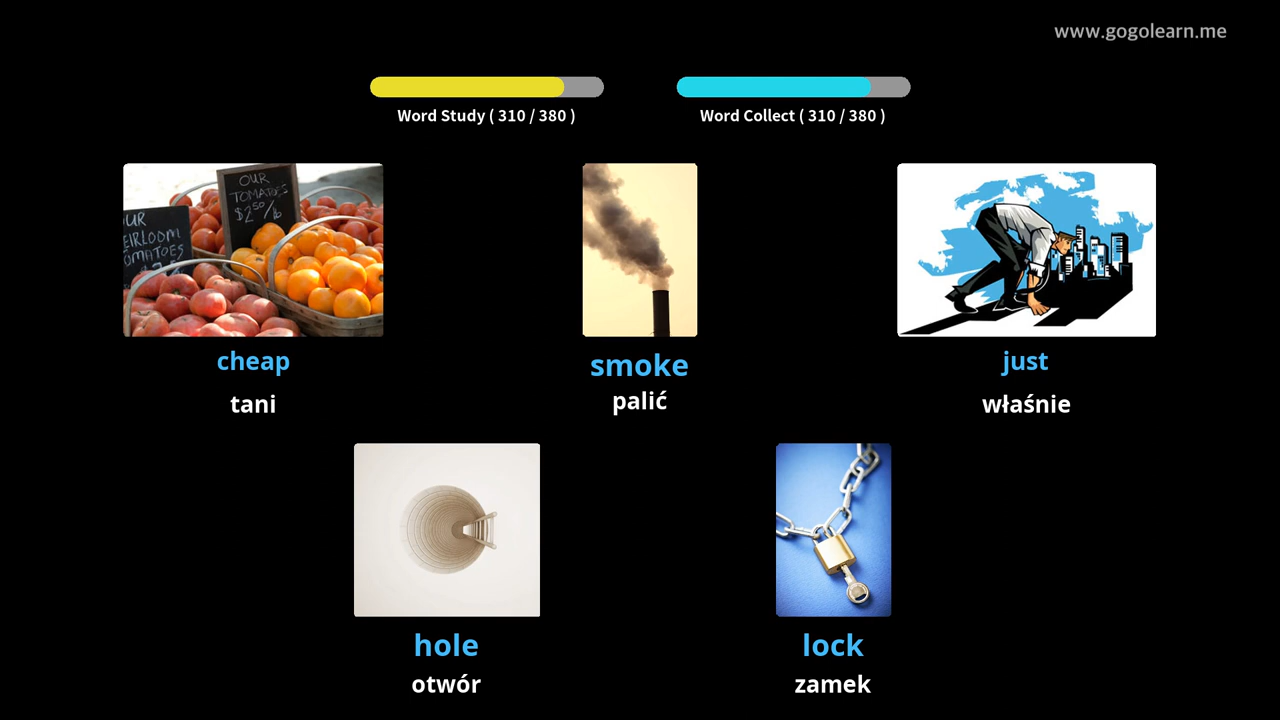 www.gogolearn.me
Word Study ( 310 / 380 )
Word Collect ( 310 / 380 )
OUR
TOMATOES
$2.50/lb
UR
EIRLOOM
OMATOES
cheap
tani
smoke
palić
just
właśnie
hole
otwór
lock
zamek